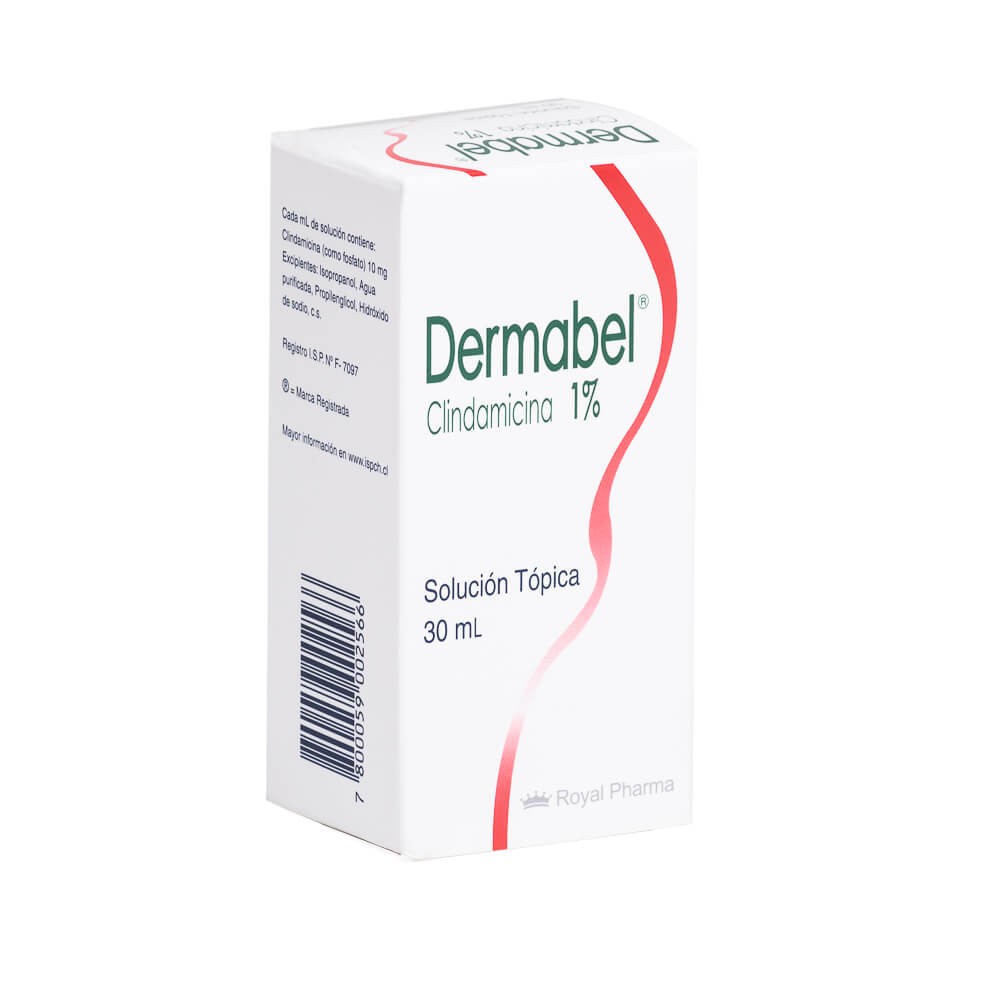 Solución Tópica
Clindamicina 1%
Dermabel®
Cada mL de solución contiene:
Clindamicina (como fosfato) 10 mg
Excipientes: Isopropanol, Agua
purificada, Propilenglicol, Hidróxido
de sodio, c.s.
Registro I.S.P. Nº F- 7097
® = Marca Registrada
Mayor información en www.ispch.cl
7 800059 002566
Dermabel®
Clindamicina 1%
Solución Tópica
30 mL
Royal Pharma